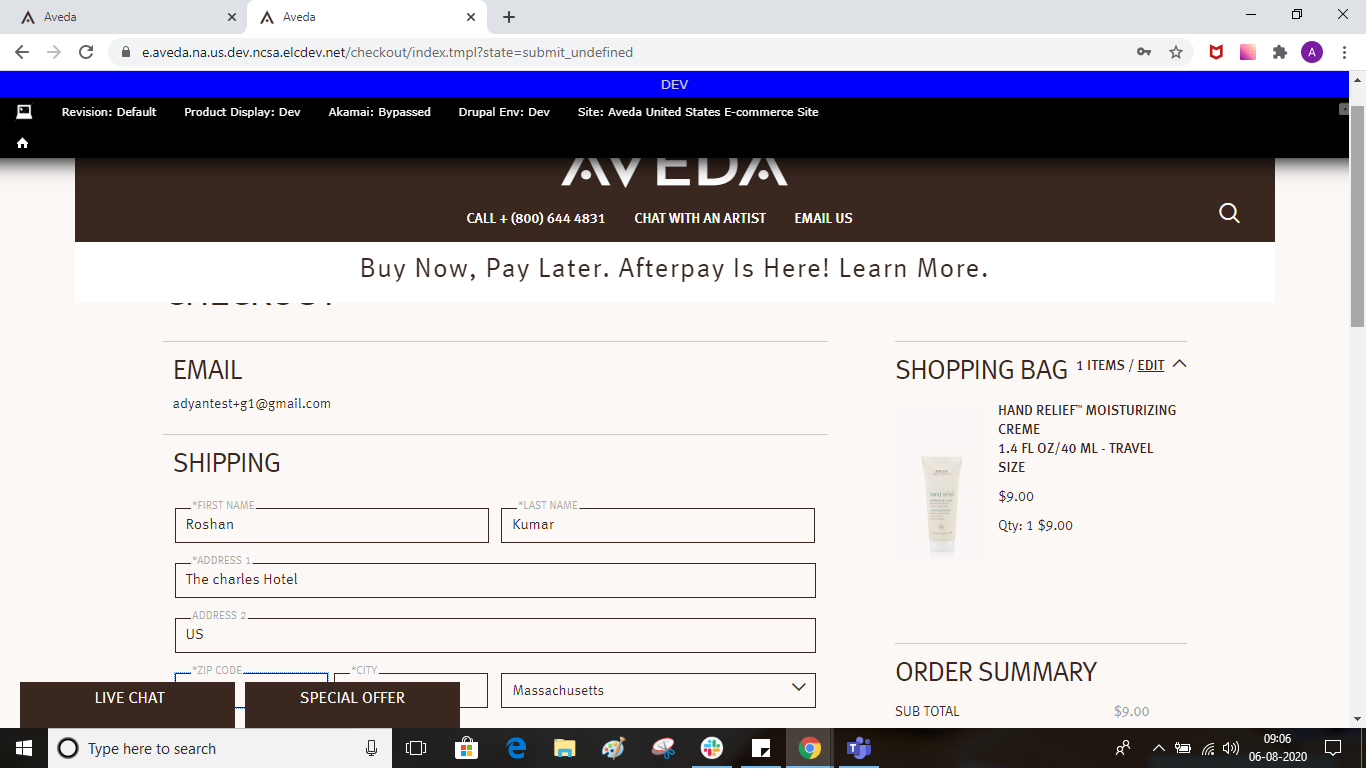 Aveda
Aveda
e.aveda.na.us.dev.ncsa.elcdev.net/checkout/index.tmpl?state=submit_undefined
A
DEV
Revision: Default Product Display: Dev Akamai: Bypassed Drupal Env: Dev Site: Aveda United States E-commerce Site
AVEDA
CALL + (800) 644 4831 CHAT WITH AN ARTIST EMAIL US
Buy Now, Pay Later. Afterpay Is Here! Learn More.
CHECKOUT
EMAIL
adyantest+g1@gmail.com
SHIPPING
*FIRST NAME
Roshan
*LAST NAME
Kumar
*ADDRESS 1
The charles Hotel
ADDRESS 2
US
*ZIP CODE
*CITY
Massachusetts
SHOPPING BAG 1 ITEMS / EDIT
HAND RELIEF™ MOISTURIZING
CREME
1.4 FL OZ/40 ML - TRAVEL
SIZE
$9.00
Qty: 1 $9.00
AVEDA
hand relief
ORDER SUMMARY
SUB TOTAL $9.00
LIVE CHAT
SPECIAL OFFER
Type here to search
09:06
06-08-2020